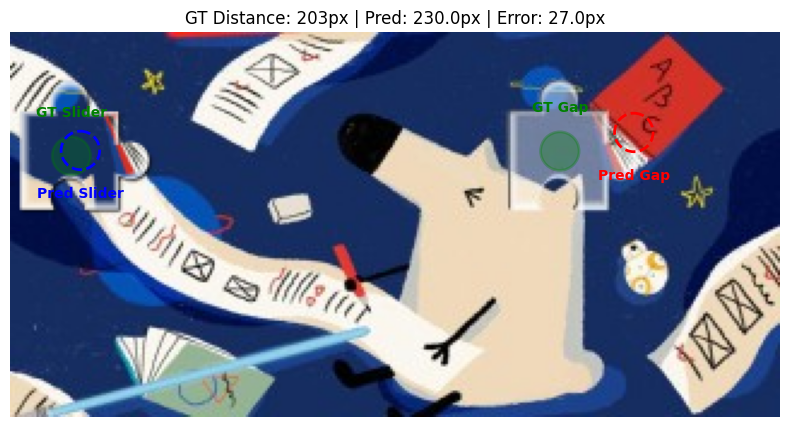 GT Distance: 203px | Pred: 230.0px | Error: 27.0px
A
B
C
GT Slider
GT Gap
Pred Gap
Pred Slider